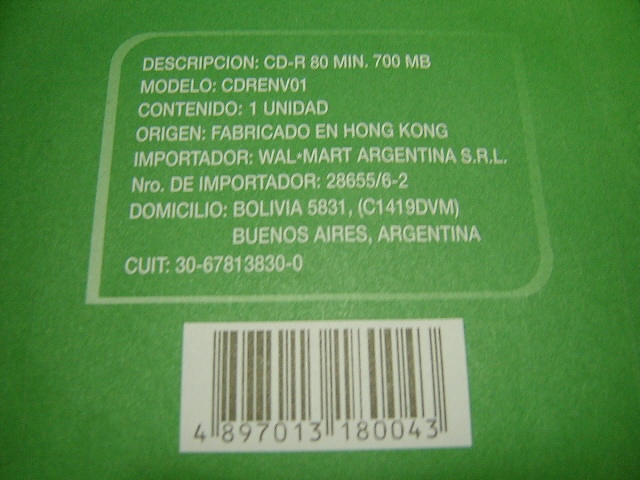 DESCRIPCION: CD-R 80 MIN. 700 MB
MODELO: CDRENV01
CONTENIDO: 1 UNIDAD
ORIGEN: FABRICADO EN HONG KONG
IMPORTADOR: WAL*MART ARGENTINA S.R.L.
Nro. DE IMPORTADOR: 28655/6-2
DOMICILIO: BOLIVIA 5831, (C1419DVM)
BUENOS AIRES, ARGENTINA
CUIT: 30-67813830-0
4 897013 180043